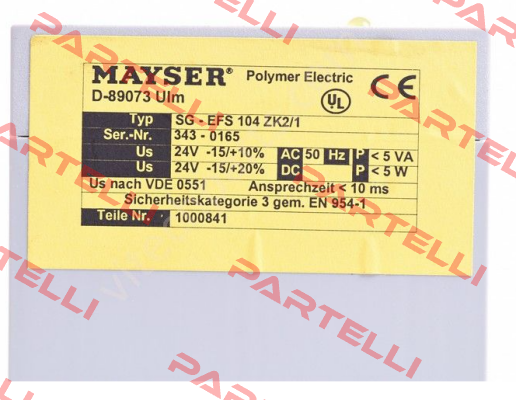 MAYSER® Polymer Electric
D-89073 Ulm
UL
CE
Typ SG - EFS 104 ZK2/1
Ser.-Nr. 343 - 0165
Us 24V -15/+10% AC 50 Hz P < 5 VA
Us 24V -15/+20% DC P < 5 W
Us nach VDE 0551 Ansprechzeit < 10 ms
Sicherheitskategorie 3 gem. EN 954-1
Teile Nr. 1000841
PARTELLI
PARTELLI
PARTELLI
PARTELLI